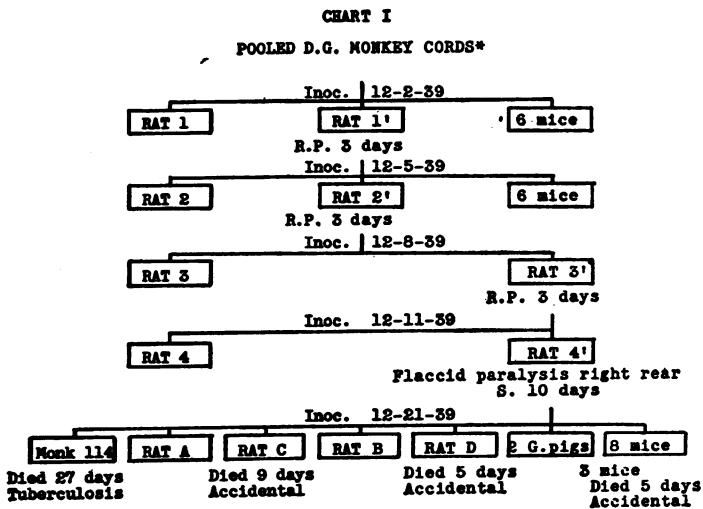 CHART I
POOLED D.G. MONKEY CORDS*
Inoc. 12-2-39
RAT 1 RAT 1' 6 mice
R.P. 3 days
Inoc. 12-5-39
RAT 2 RAT 2' 6 mice
R.P. 3 days
Inoc. 12-8-39
RAT 3 RAT 3'
R.P. 3 days
Inoc. 12-11-39
RAT 4 RAT 4'
Flaccid paralysis right rear
S. 10 days
Inoc. 12-21-39
Monk 114 RAT A RAT C RAT B RAT D 2 G.pigs 8 mice
Died 27 days Died 9 days Died 5 days 3 mice
Tuberculosis Accidental Accidental Died 5 days
Accidental